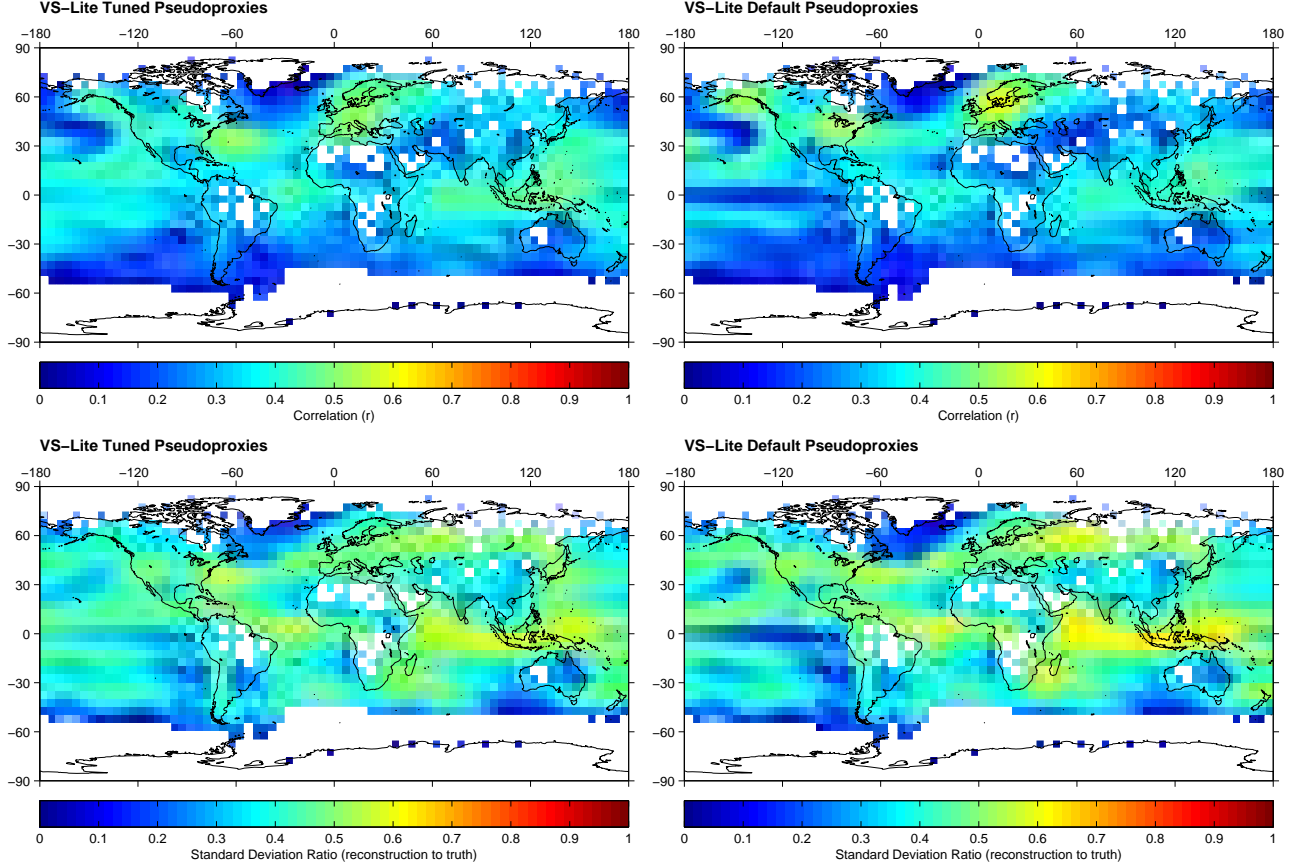 VS−Lite Tuned Pseudoproxies
−180 −120 −60 0 60 120 180
90
60
30
0
−30
−60
−90
0 0.1 0.2 0.3 0.4 0.5 0.6 0.7 0.8 0.9 1
Correlation (r)
VS−Lite Default Pseudoproxies
−180 −120 −60 0 60 120 180
90
60
30
0
−30
−60
−90
0 0.1 0.2 0.3 0.4 0.5 0.6 0.7 0.8 0.9 1
Correlation (r)
VS−Lite Tuned Pseudoproxies
−180 −120 −60 0 60 120 180
90
60
30
0
−30
−60
−90
0 0.1 0.2 0.3 0.4 0.5 0.6 0.7 0.8 0.9 1
Standard Deviation Ratio (reconstruction to truth)
VS−Lite Default Pseudoproxies
−180 −120 −60 0 60 120 180
90
60
30
0
−30
−60
−90
0 0.1 0.2 0.3 0.4 0.5 0.6 0.7 0.8 0.9 1
Standard Deviation Ratio (reconstruction to truth)